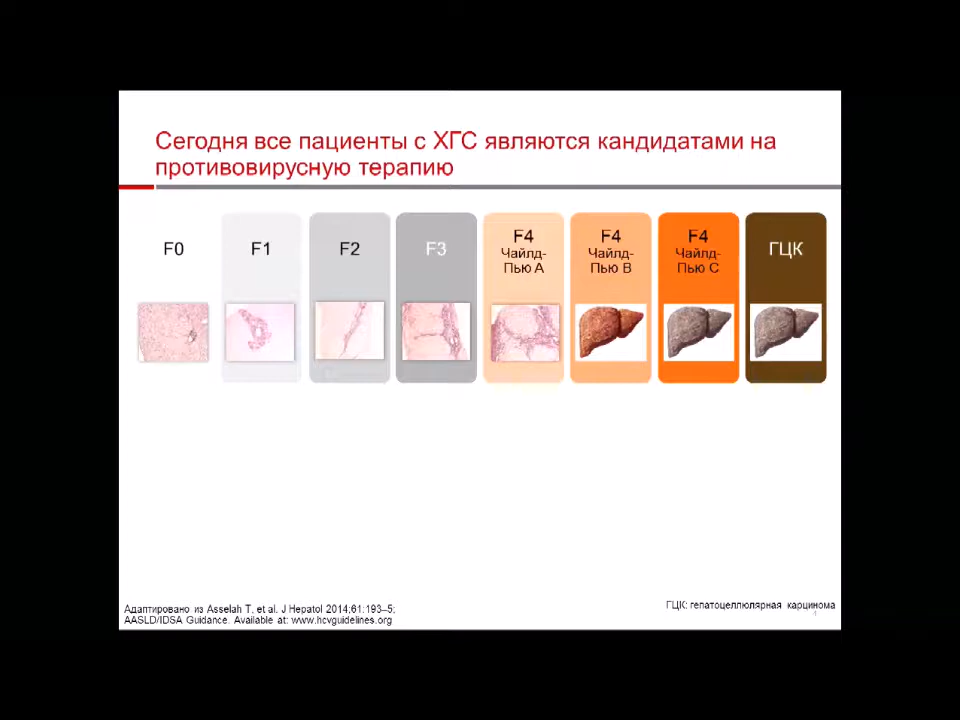 Сегодня все пациенты с ХГС являются кандидатами на
противовирусную терапию
F0
F1
F2
F3
F4
Чайлд-
Пью А
F4
Чайлд-
Пью В
F4
Чайлд-
Пью С
ГЦК
Адаптировано из Asselah T, et al. J Hepatol 2014;61:193–5;
AASLD/IDSA Guidance. Available at: www.hcvguidelines.org
ГЦК: гепатоцеллюлярная карцинома
4